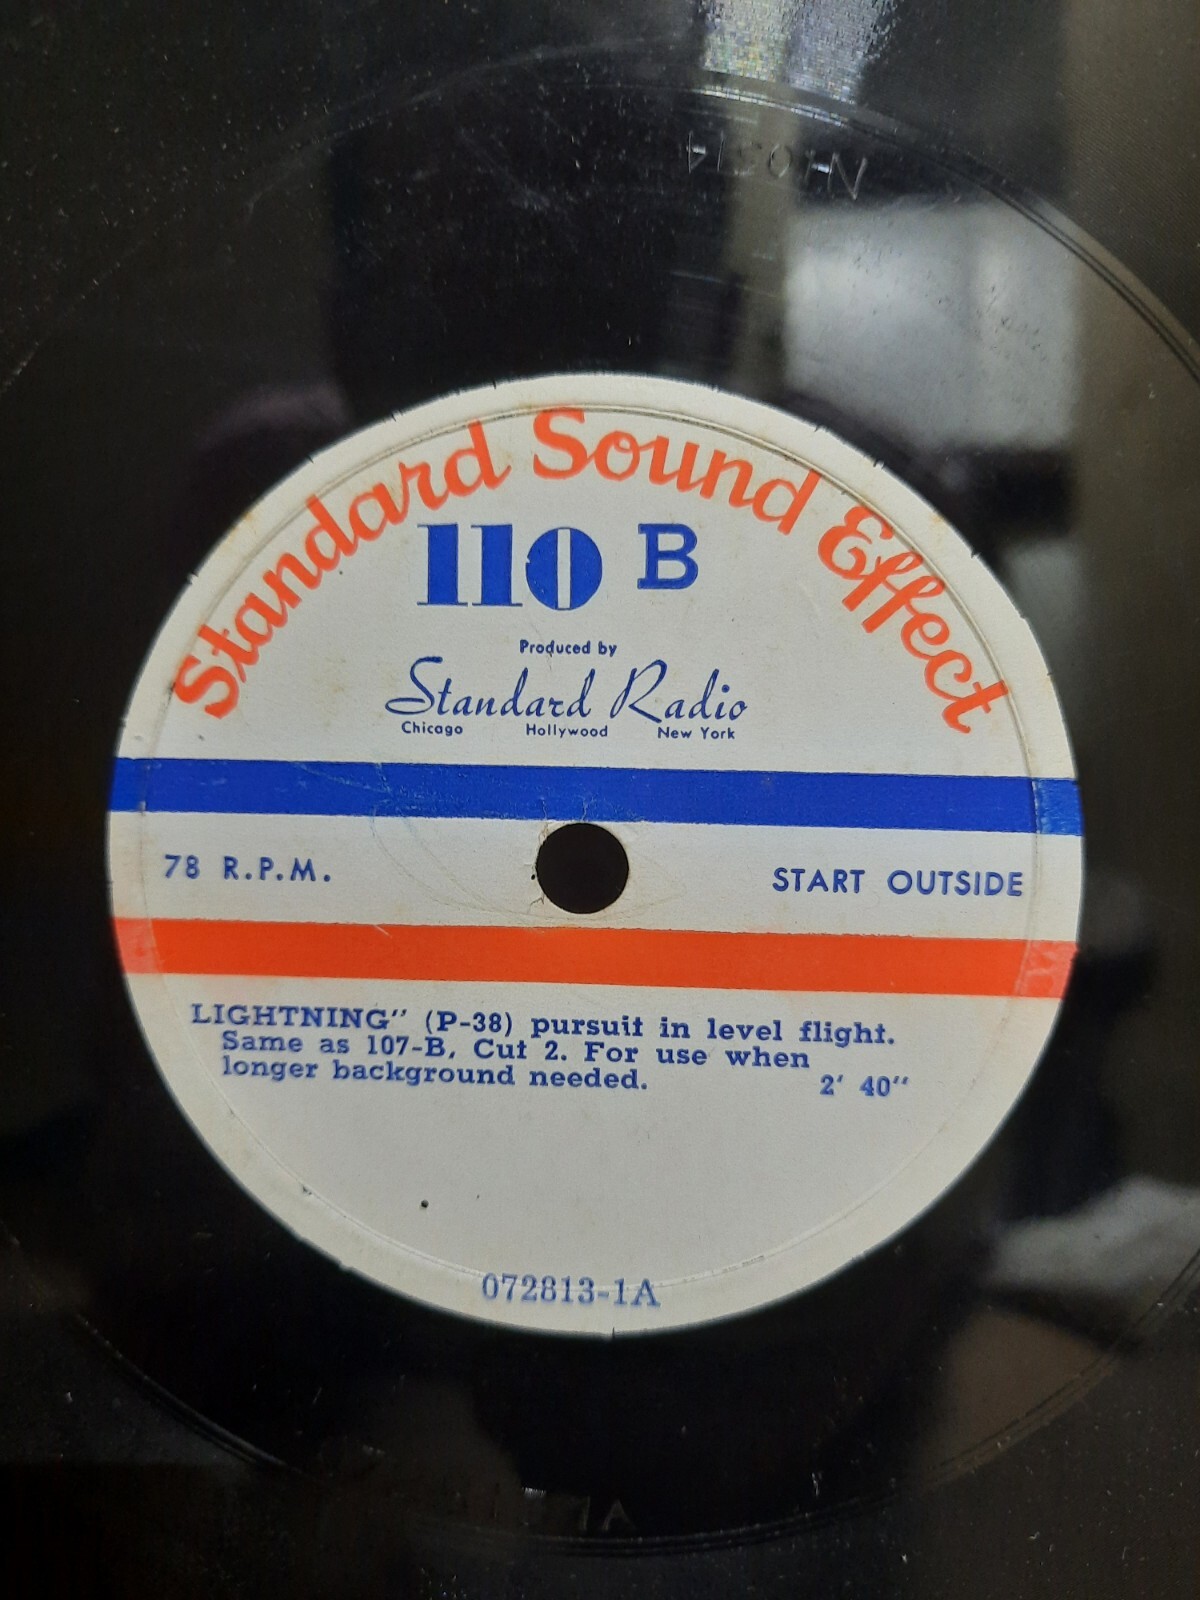 Standard Sound Effect
110 B
Produced by
Standard Radio
Chicago Hollywood New York
78 R.P.M. START OUTSIDE
LIGHTNING" (P-38) pursuit in level flight.
Same as 107-B, Cut 2. For use when
longer background needed. 2' 40"
072813-1A